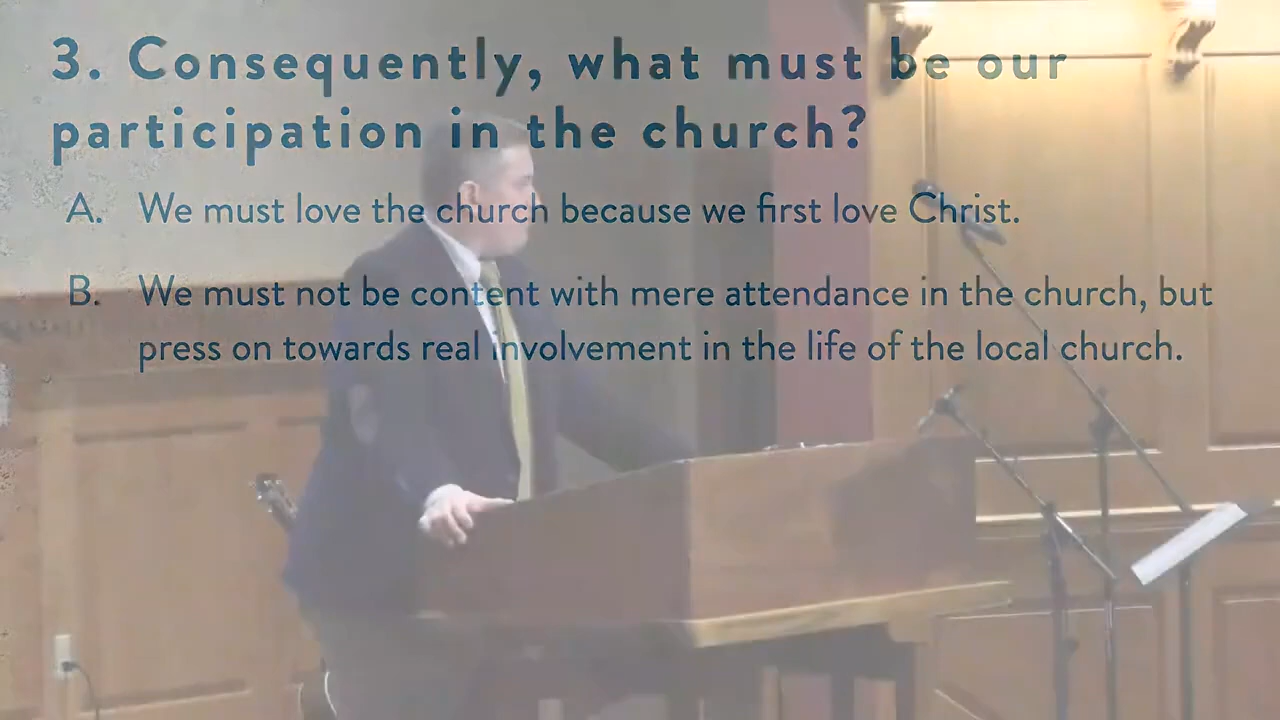 3. Consequently, what must be our
participation in the church?
A. We must love the church because we first love Christ.
B. We must not be content with mere attendance in the church, but
press on towards real involvement in the life of the local church.